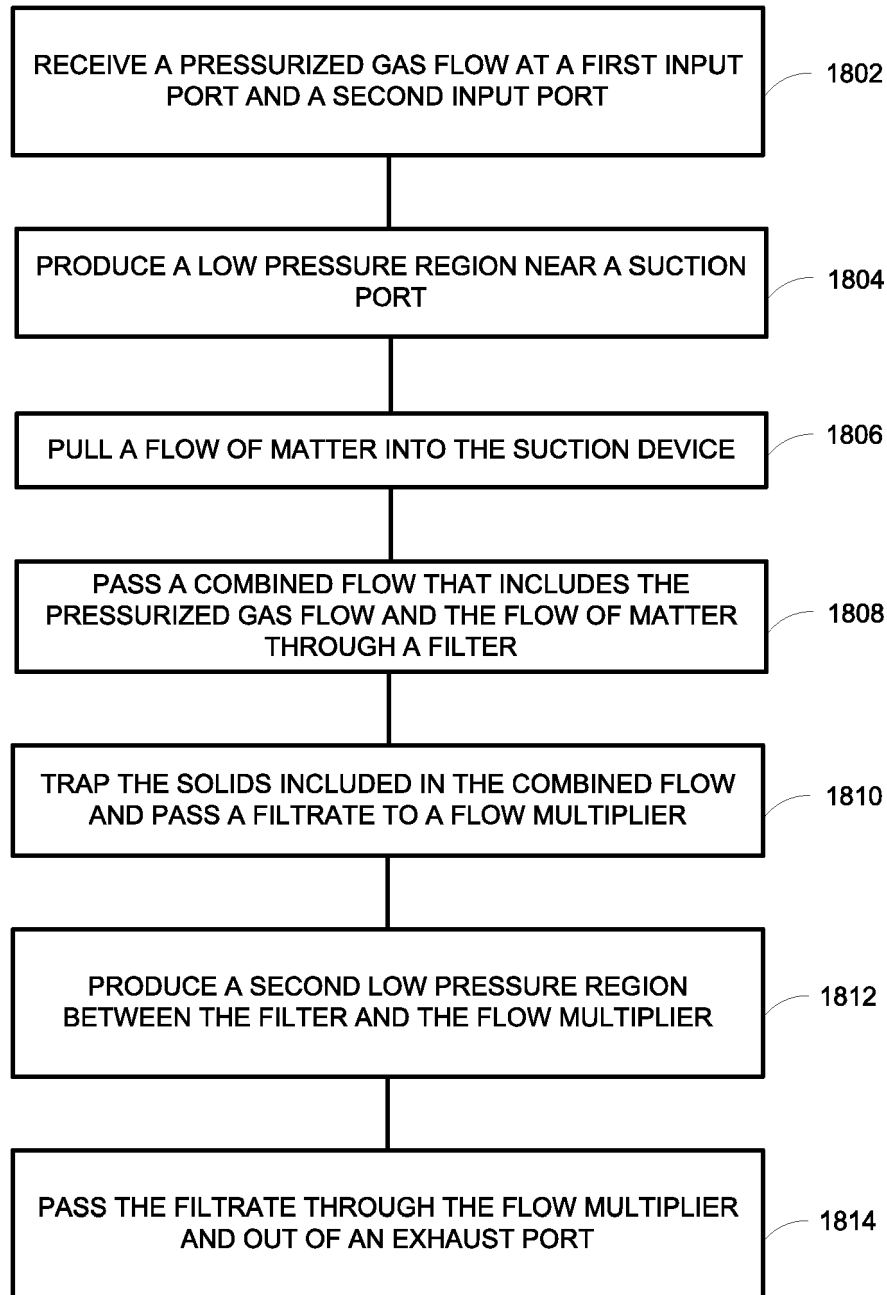 RECEIVE A PRESSURIZED GAS FLOW AT A FIRST INPUT
PORT AND A SECOND INPUT PORT
1802
PRODUCE A LOW PRESSURE REGION NEAR A SUCTION
PORT
1804
PULL A FLOW OF MATTER INTO THE SUCTION DEVICE
1806
PASS A COMBINED FLOW THAT INCLUDES THE
PRESSURIZED GAS FLOW AND THE FLOW OF MATTER
THROUGH A FILTER
1808
TRAP THE SOLIDS INCLUDED IN THE COMBINED FLOW
AND PASS A FILTRATE TO A FLOW MULTIPLIER
1810
PRODUCE A SECOND LOW PRESSURE REGION
BETWEEN THE FILTER AND THE FLOW MULTIPLIER
1812
PASS THE FILTRATE THROUGH THE FLOW MULTIPLIER
AND OUT OF AN EXHAUST PORT
1814